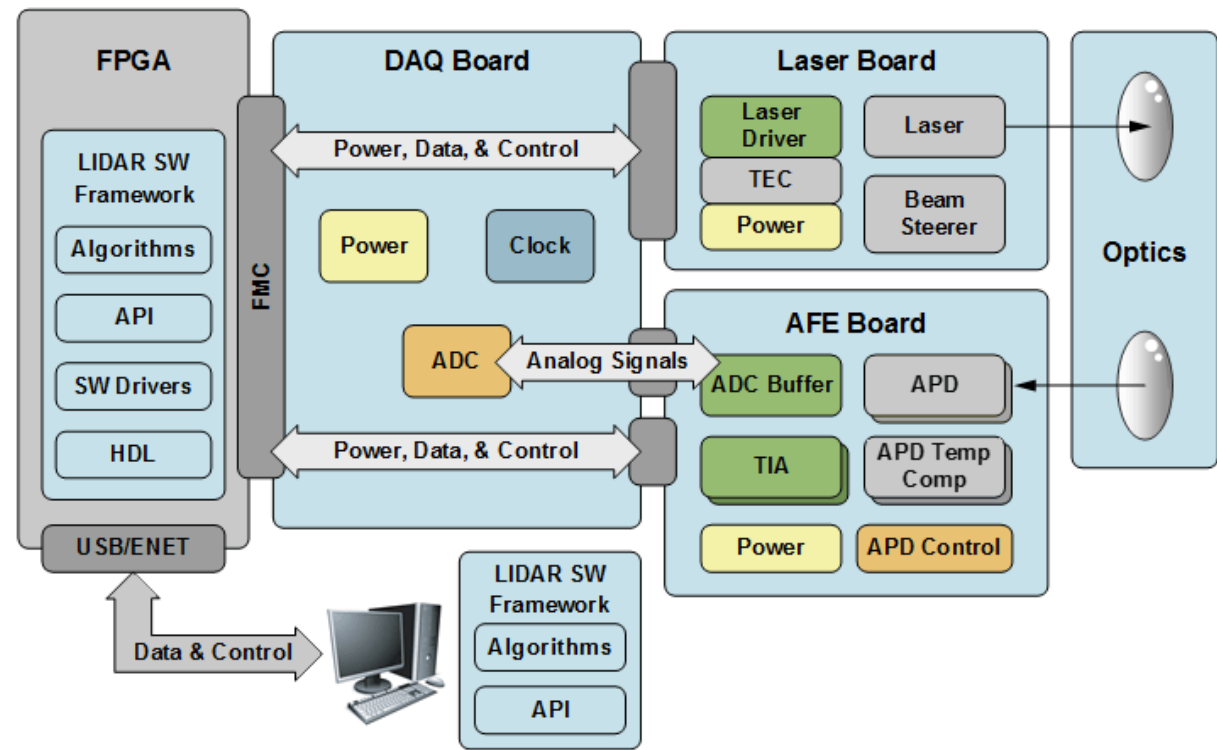 FPGA
LIDAR SW
Framework
Algorithms
API
SW Drivers
HDL
USB/ENET
FMC
DAQ Board
Power, Data, & Control
Power
Clock
ADC
Analog Signals
Power, Data, & Control
Laser Board
Laser
Driver
TEC
Power
Laser
Beam
Steerer
AFE Board
ADC Buffer
APD
TIA
APD Temp
Comp
Power
APD Control
Optics
Data & Control
LIDAR SW
Framework
Algorithms
API